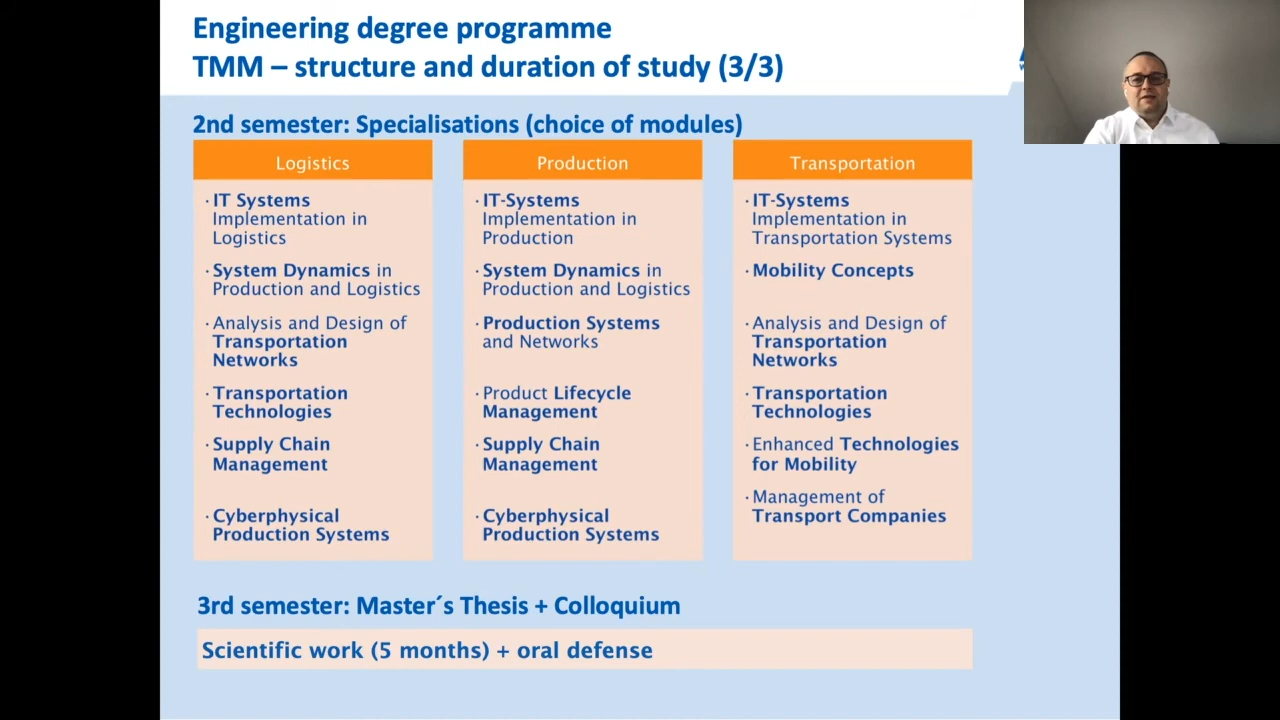 Engineering degree programme
TMM – structure and duration of study (3/3)
2nd semester: Specialisations (choice of modules)
Logistics
· IT Systems
Implementation in
Logistics
· System Dynamics in
Production and Logistics
· Analysis and Design of
Transportation
Networks
· Transportation
Technologies
· Supply Chain
Management
· Cyberphysical
Production Systems
Production
· IT-Systems
Implementation in
Production
· System Dynamics in
Production and Logistics
· Production Systems
and Networks
· Product Lifecycle
Management
· Supply Chain
Management
· Cyberphysical
Production Systems
Transportation
· IT-Systems
Implementation in
Transportation Systems
· Mobility Concepts
· Analysis and Design of
Transportation
Networks
· Transportation
Technologies
· Enhanced Technologies
for Mobility
· Management of
Transport Companies
3rd semester: Master´s Thesis + Colloquium
Scientific work (5 months) + oral defense